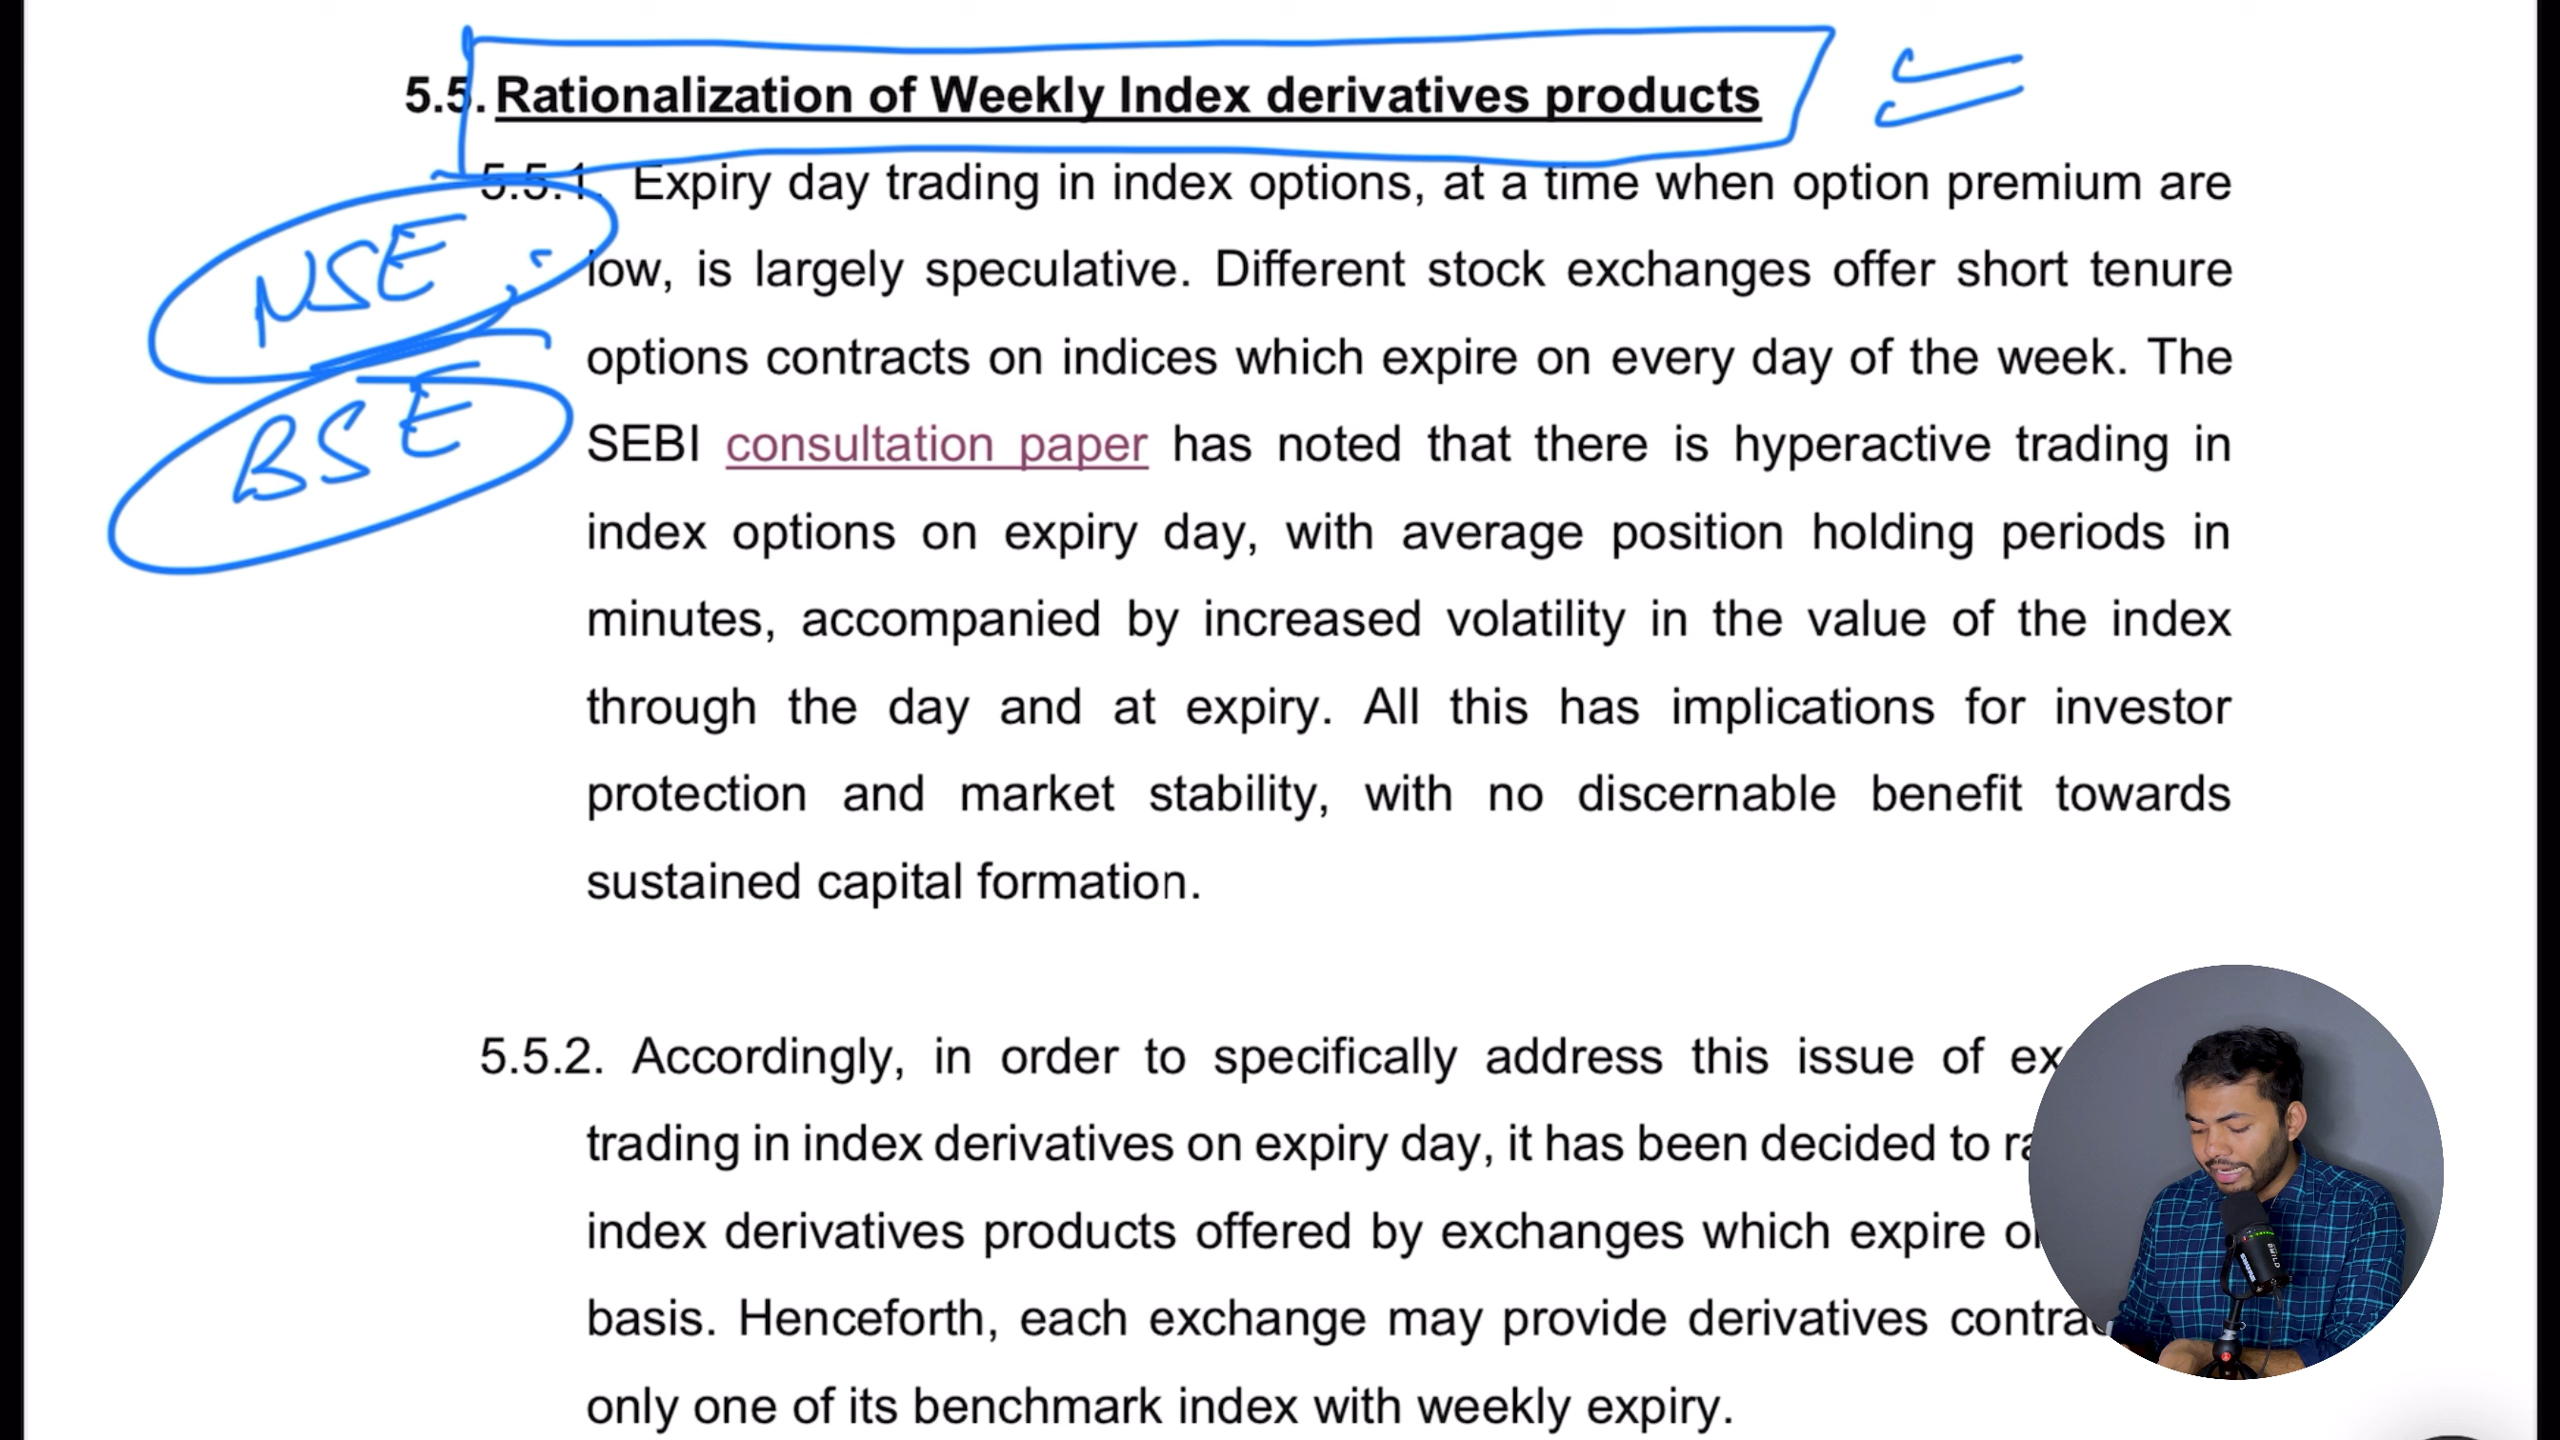 5.5. Rationalization of Weekly Index derivatives products
5.5.1. Expiry day trading in index options, at a time when option premium are
low, is largely speculative. Different stock exchanges offer short tenure
options contracts on indices which expire on every day of the week. The
SEBI consultation paper has noted that there is hyperactive trading in
index options on expiry day, with average position holding periods in
minutes, accompanied by increased volatility in the value of the index
through the day and at expiry. All this has implications for investor
protection and market stability, with no discernable benefit towards
sustained capital formation.
NSE
BSE
5.5.2. Accordingly, in order to specifically address this issue of
trading in index derivatives on expiry day, it has been decided to
index derivatives products offered by exchanges which expire
basis. Henceforth, each exchange may provide derivatives
only one of its benchmark index with weekly expiry.